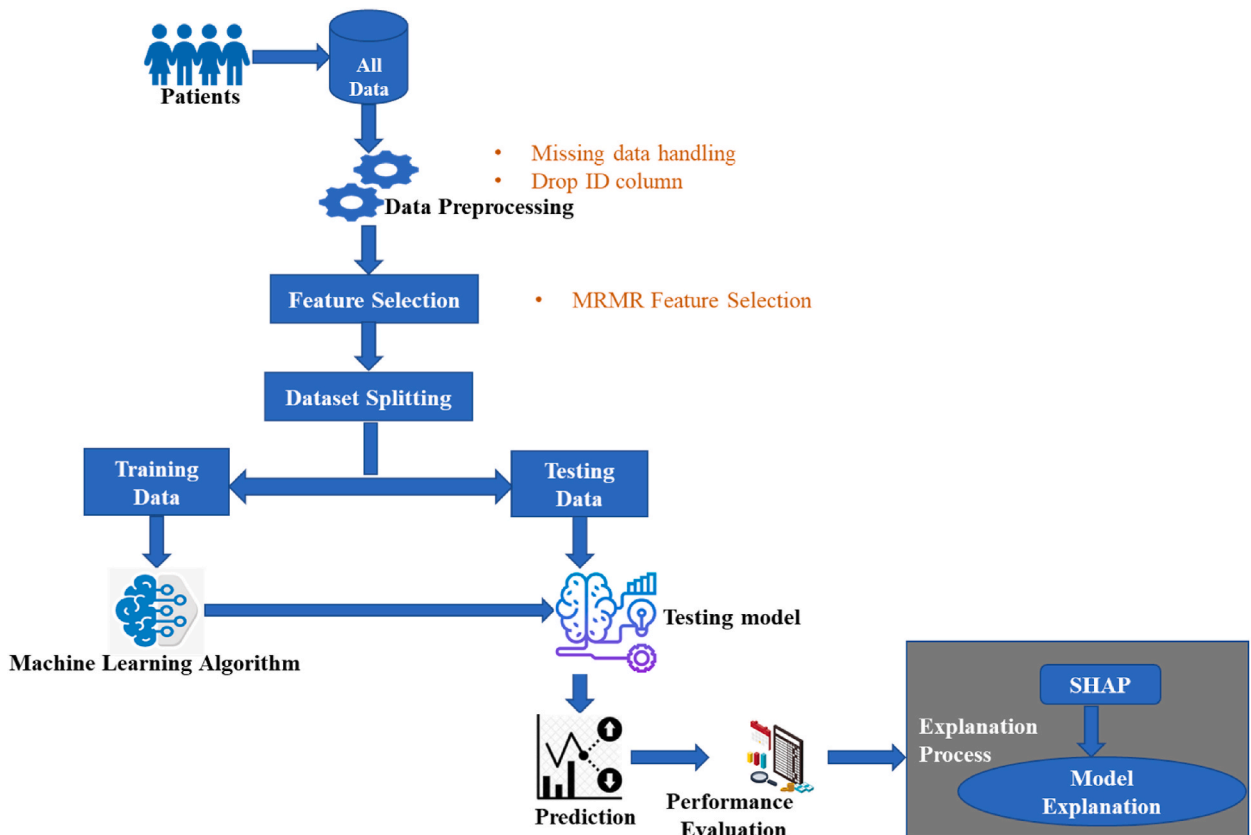 Patients
All
Data
• Missing data handling
• Drop ID column
Data Preprocessing
Feature Selection
• MRMR Feature Selection
Dataset Splitting
Training
Data
Testing
Data
Machine Learning Algorithm
Testing model
Prediction
Performance
Evaluation
Explanation
Process
SHAP
Model
Explanation